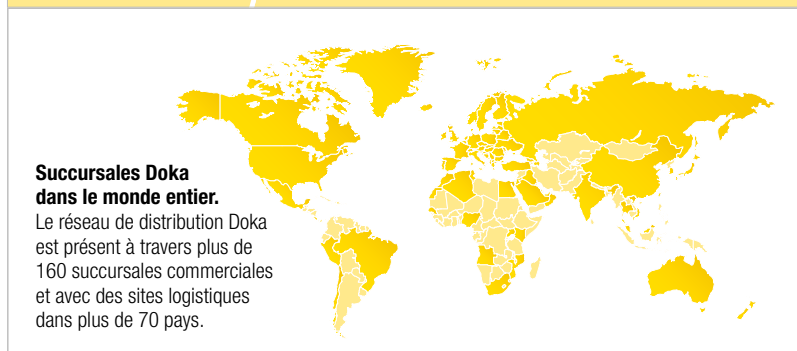 Succursales Doka
dans le monde entier.
Le réseau de distribution Doka
est présent à travers plus de
160 succursales commerciales
et avec des sites logistiques
dans plus de 70 pays.